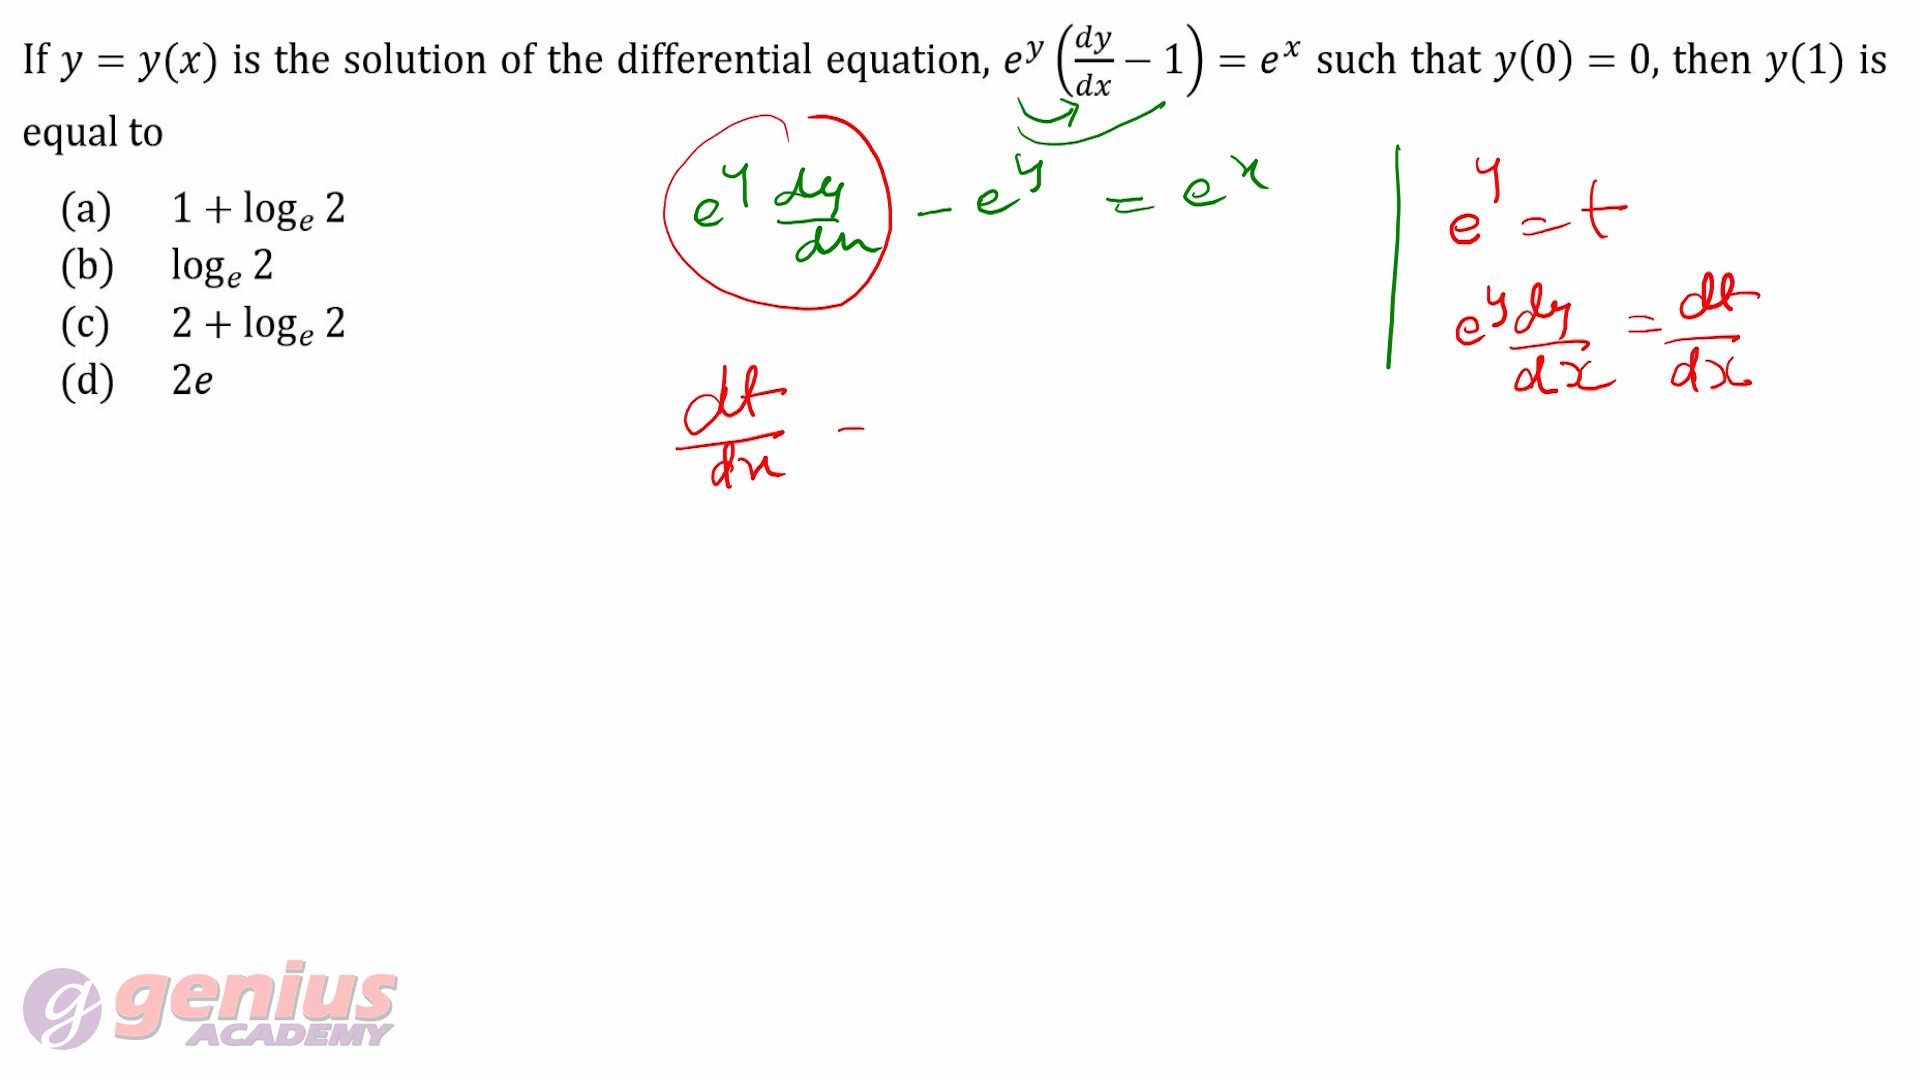 If y = y(x) is the solution of the differential equation, e^y (dy/dx − 1) = e^x such that y(0) = 0, then y(1) is
equal to
(a) 1 + log_e 2
(b) log_e 2
(c) 2 + log_e 2
(d) 2e
e^y dy/dx − e^y = e^x
e^y = t
e^y dy/dx = dt/dx
dt/dx −
genius
ACADEMY